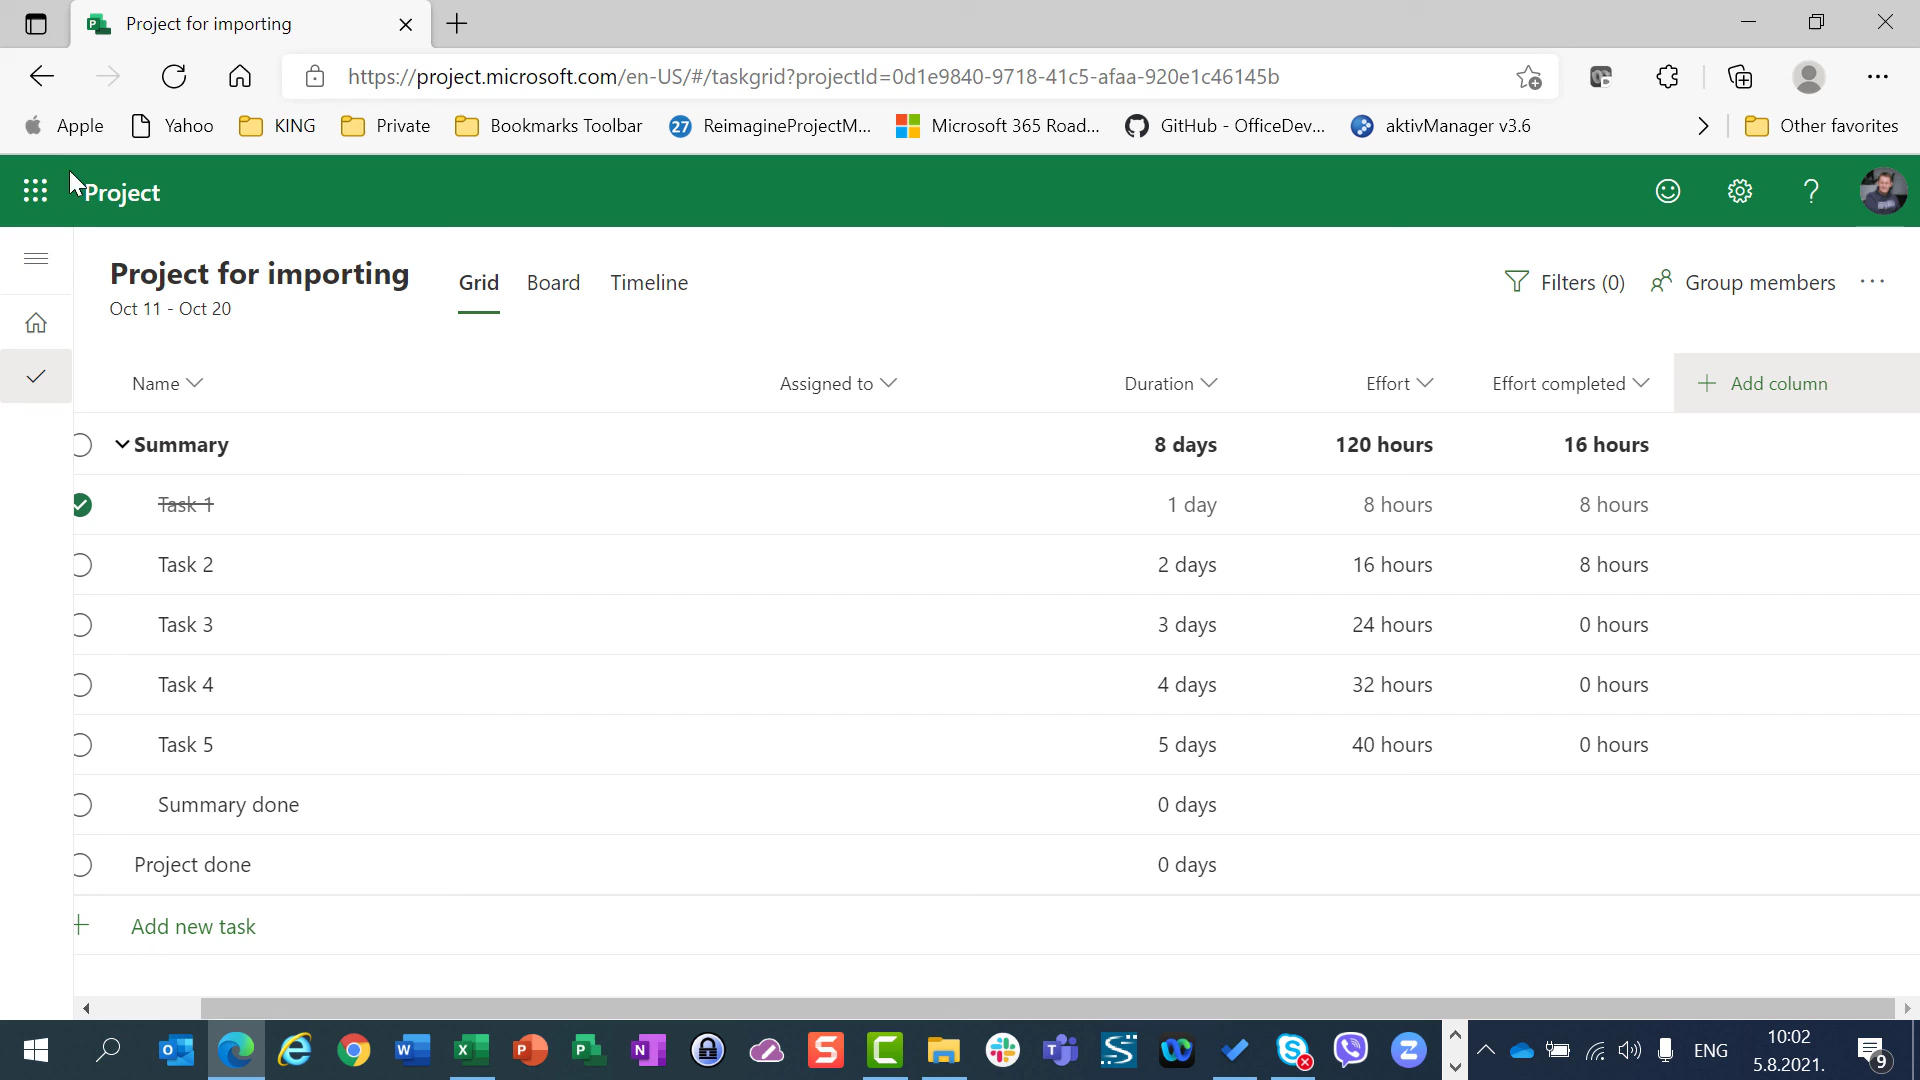 Project for importing
https://project.microsoft.com/en-US/#/taskgrid?projectId=0d1e9840-9718-41c5-afaa-920e1c46145b
Apple Yahoo KING Private Bookmarks Toolbar 27 ReimagineProjectM... Microsoft 365 Road... GitHub - OfficeDev... aktivManager v3.6 Other favorites
Project
Project for importing Grid Board Timeline Filters (0) Group members
Oct 11 - Oct 20
Name Assigned to Duration Effort Effort completed Add column
Summary 8 days 120 hours 16 hours
Task 1 1 day 8 hours 8 hours
Task 2 2 days 16 hours 8 hours
Task 3 3 days 24 hours 0 hours
Task 4 4 days 32 hours 0 hours
Task 5 5 days 40 hours 0 hours
Summary done 0 days
Project done 0 days
Add new task
ENG 10:02
5.8.2021. 9